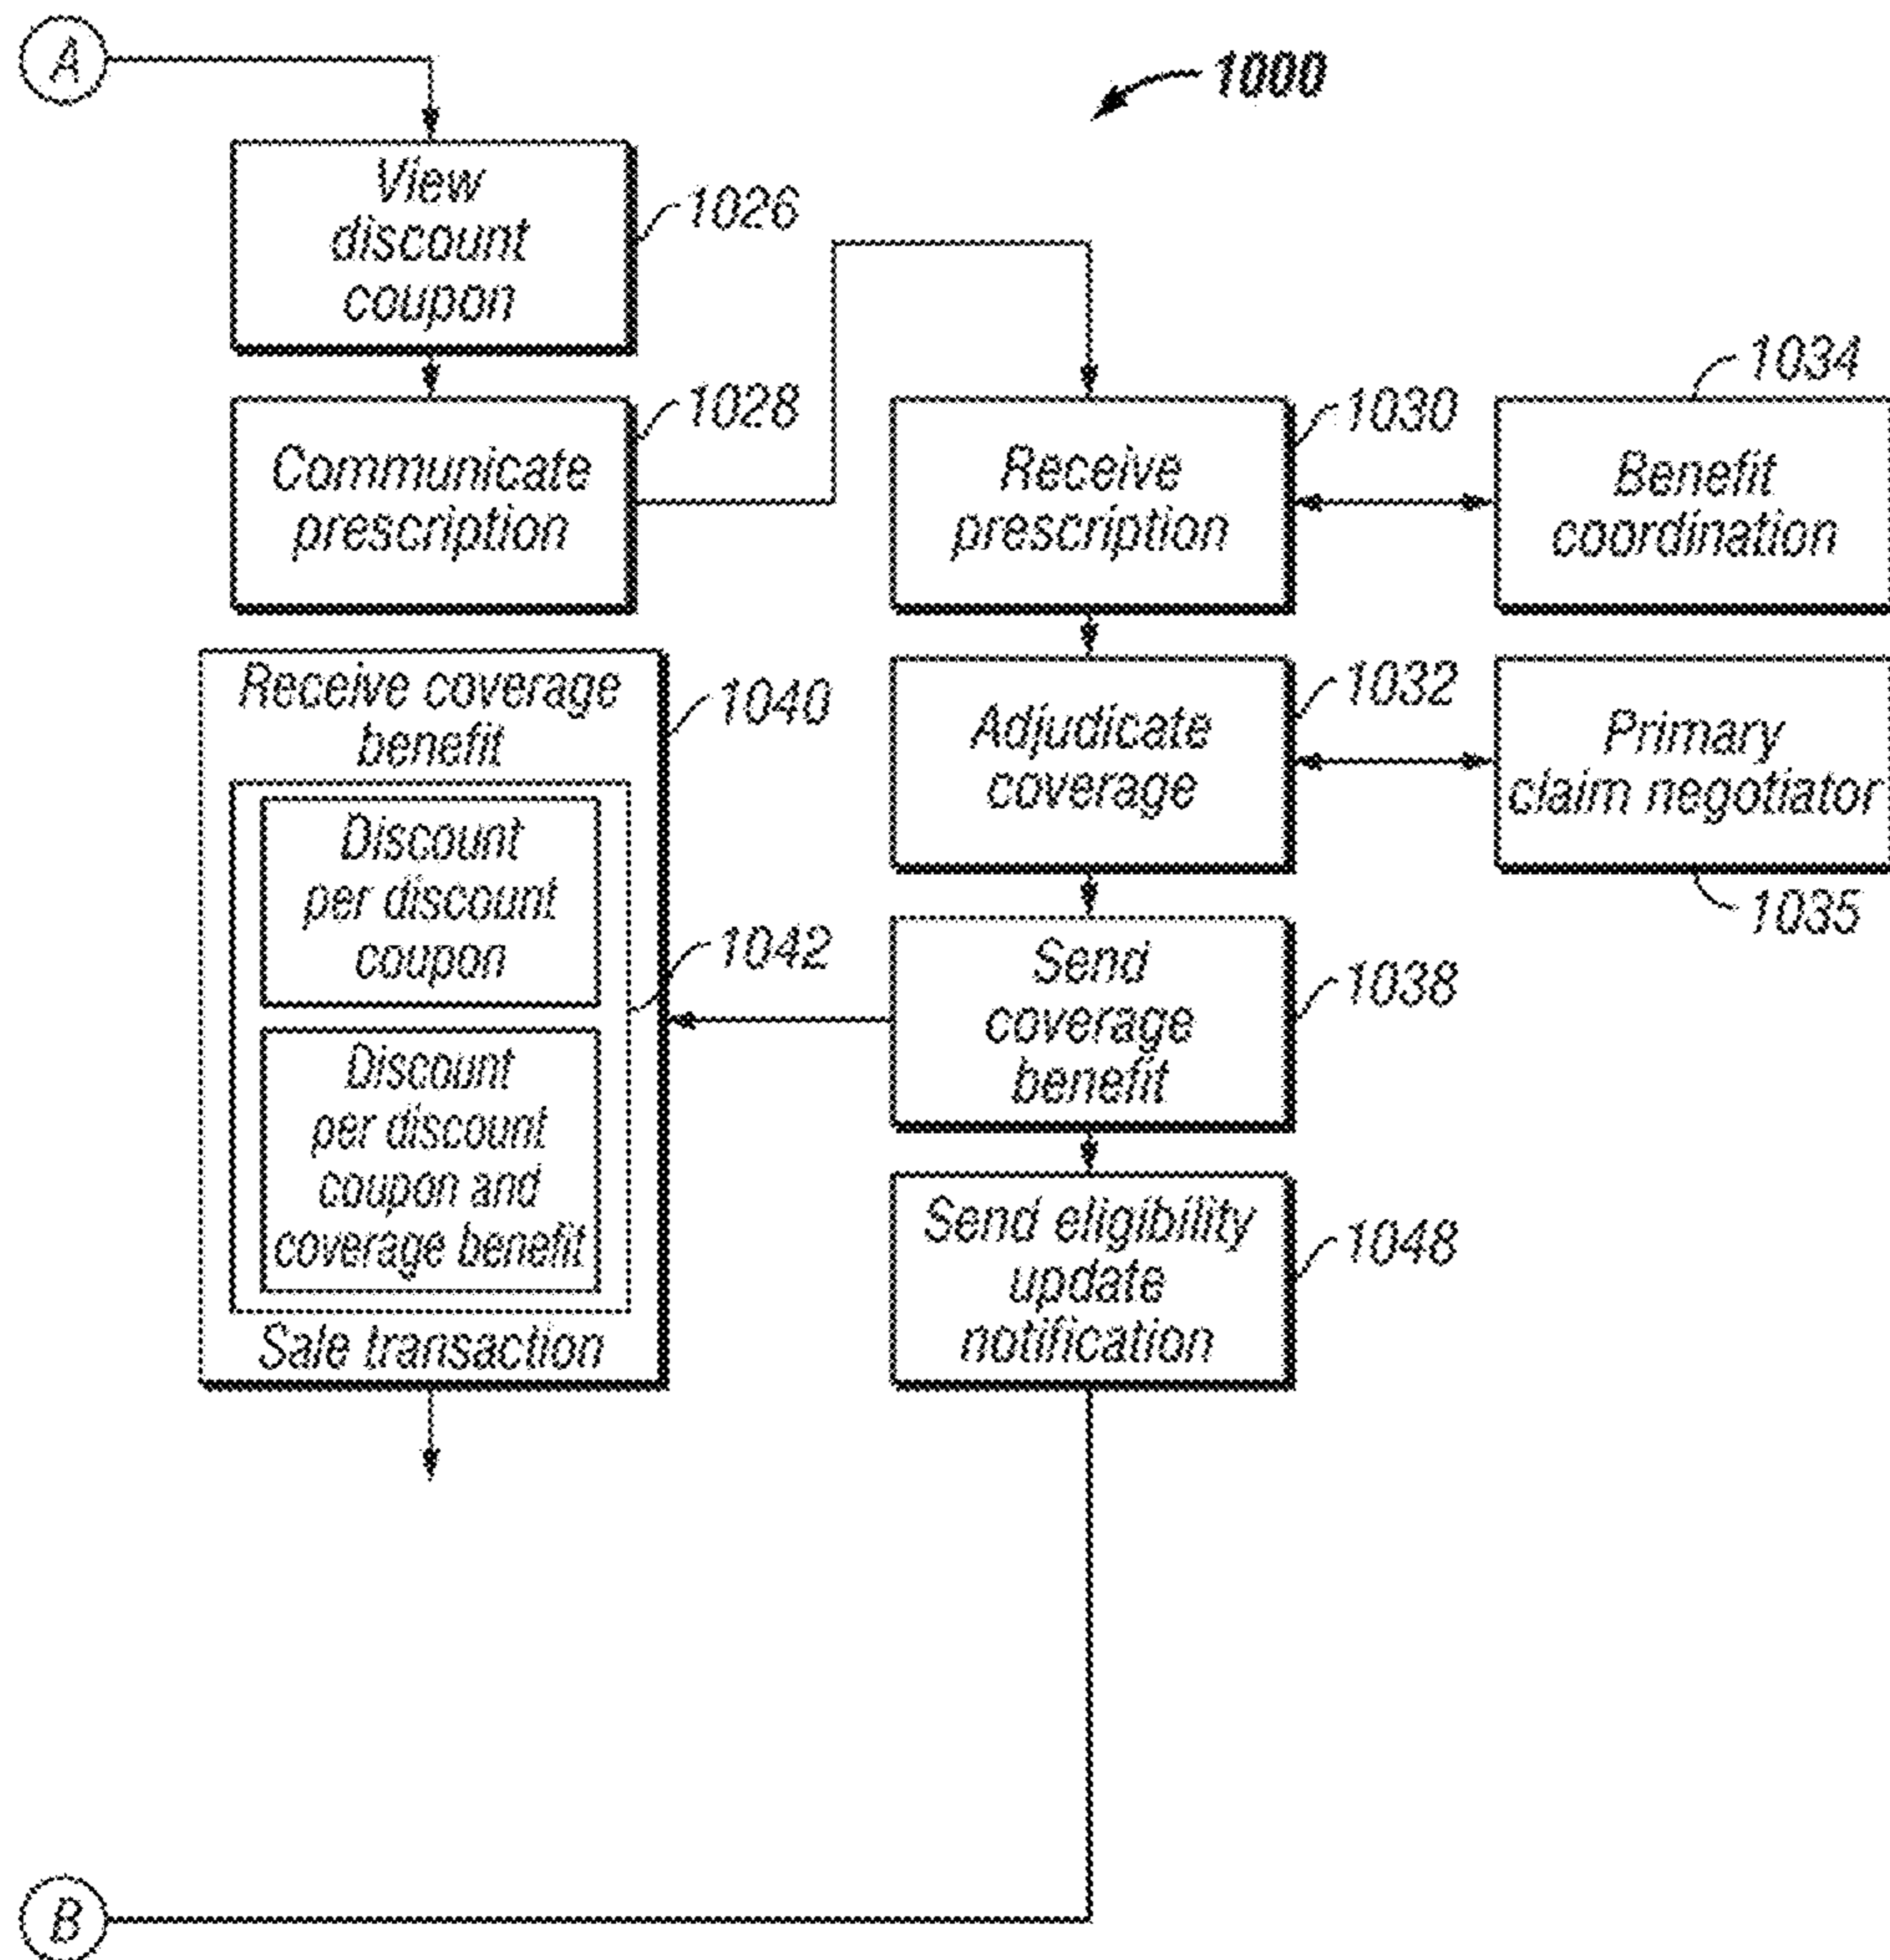 A
1000
View
discount
coupon
1026
Communicate
prescription
1028
Receive
prescription
1030
Benefit
coordination
1034
Adjudicate
coverage
1032
Primary
claim negotiator
1035
Receive coverage
benefit
1040
Discount
per discount
coupon
1042
Discount
per discount
coupon and
coverage benefit
Sale transaction
Send
coverage
benefit
1038
Send eligibility
update
notification
1048
B